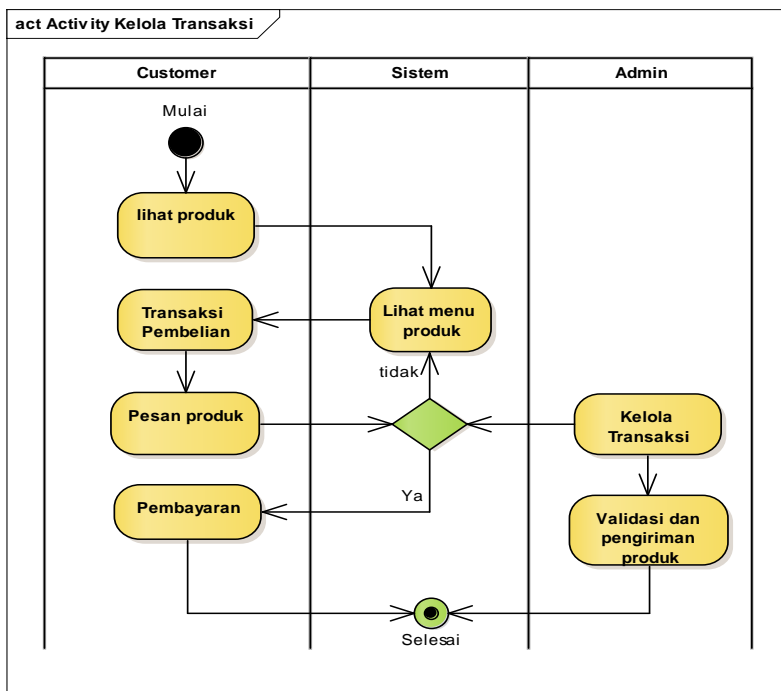 act Activity Kelola Transaksi
Customer
Sistem
Admin
Mulai
lihat produk
Lihat menu
produk
Transaksi
Pembelian
tidak
Pesan produk
Kelola
Transaksi
Ya
Pembayaran
Validasi dan
pengiriman
produk
Selesai